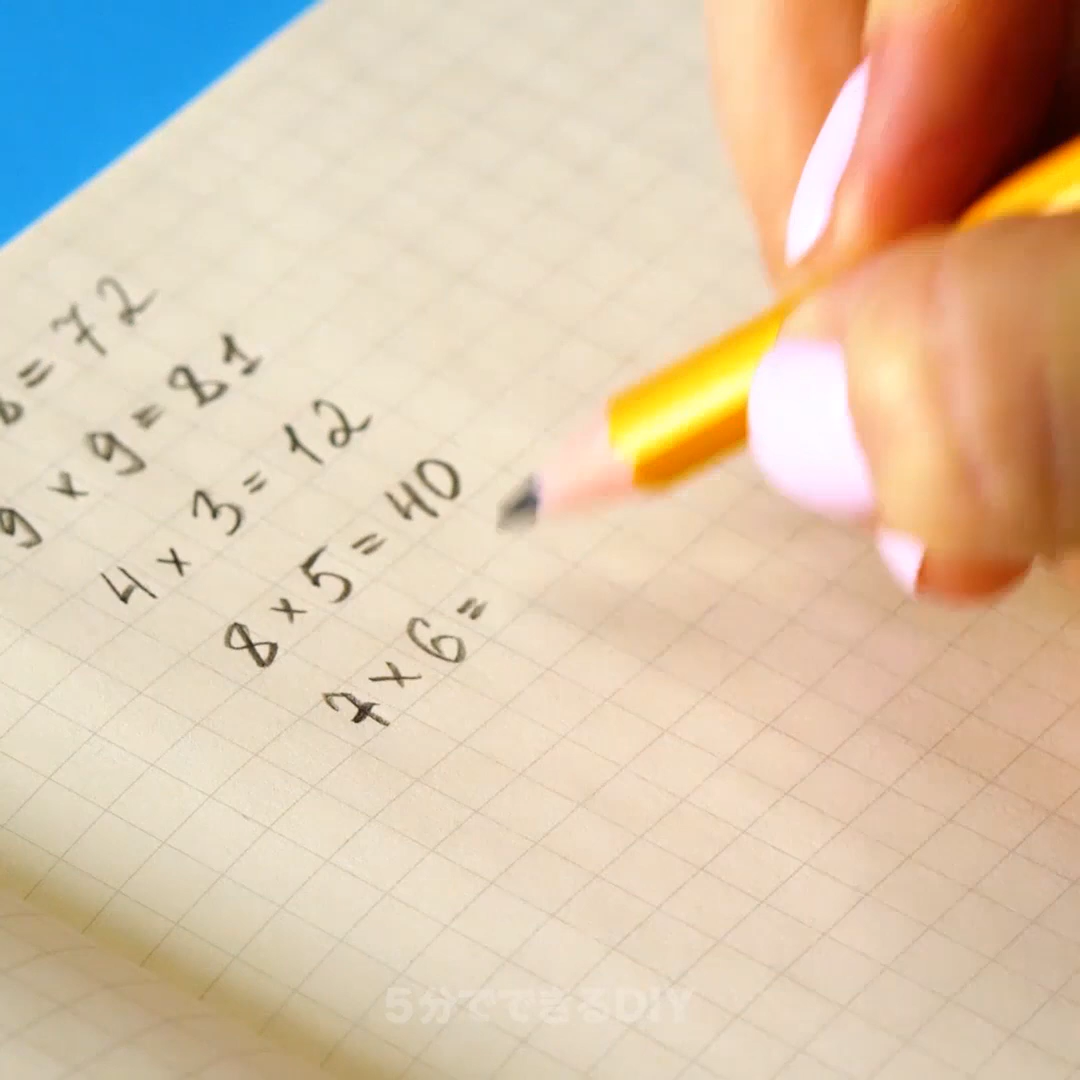 8 = 72
9 × 9 = 81
4 × 3 = 12
8 × 5 = 40
7 × 6 =
5分でできるDIY